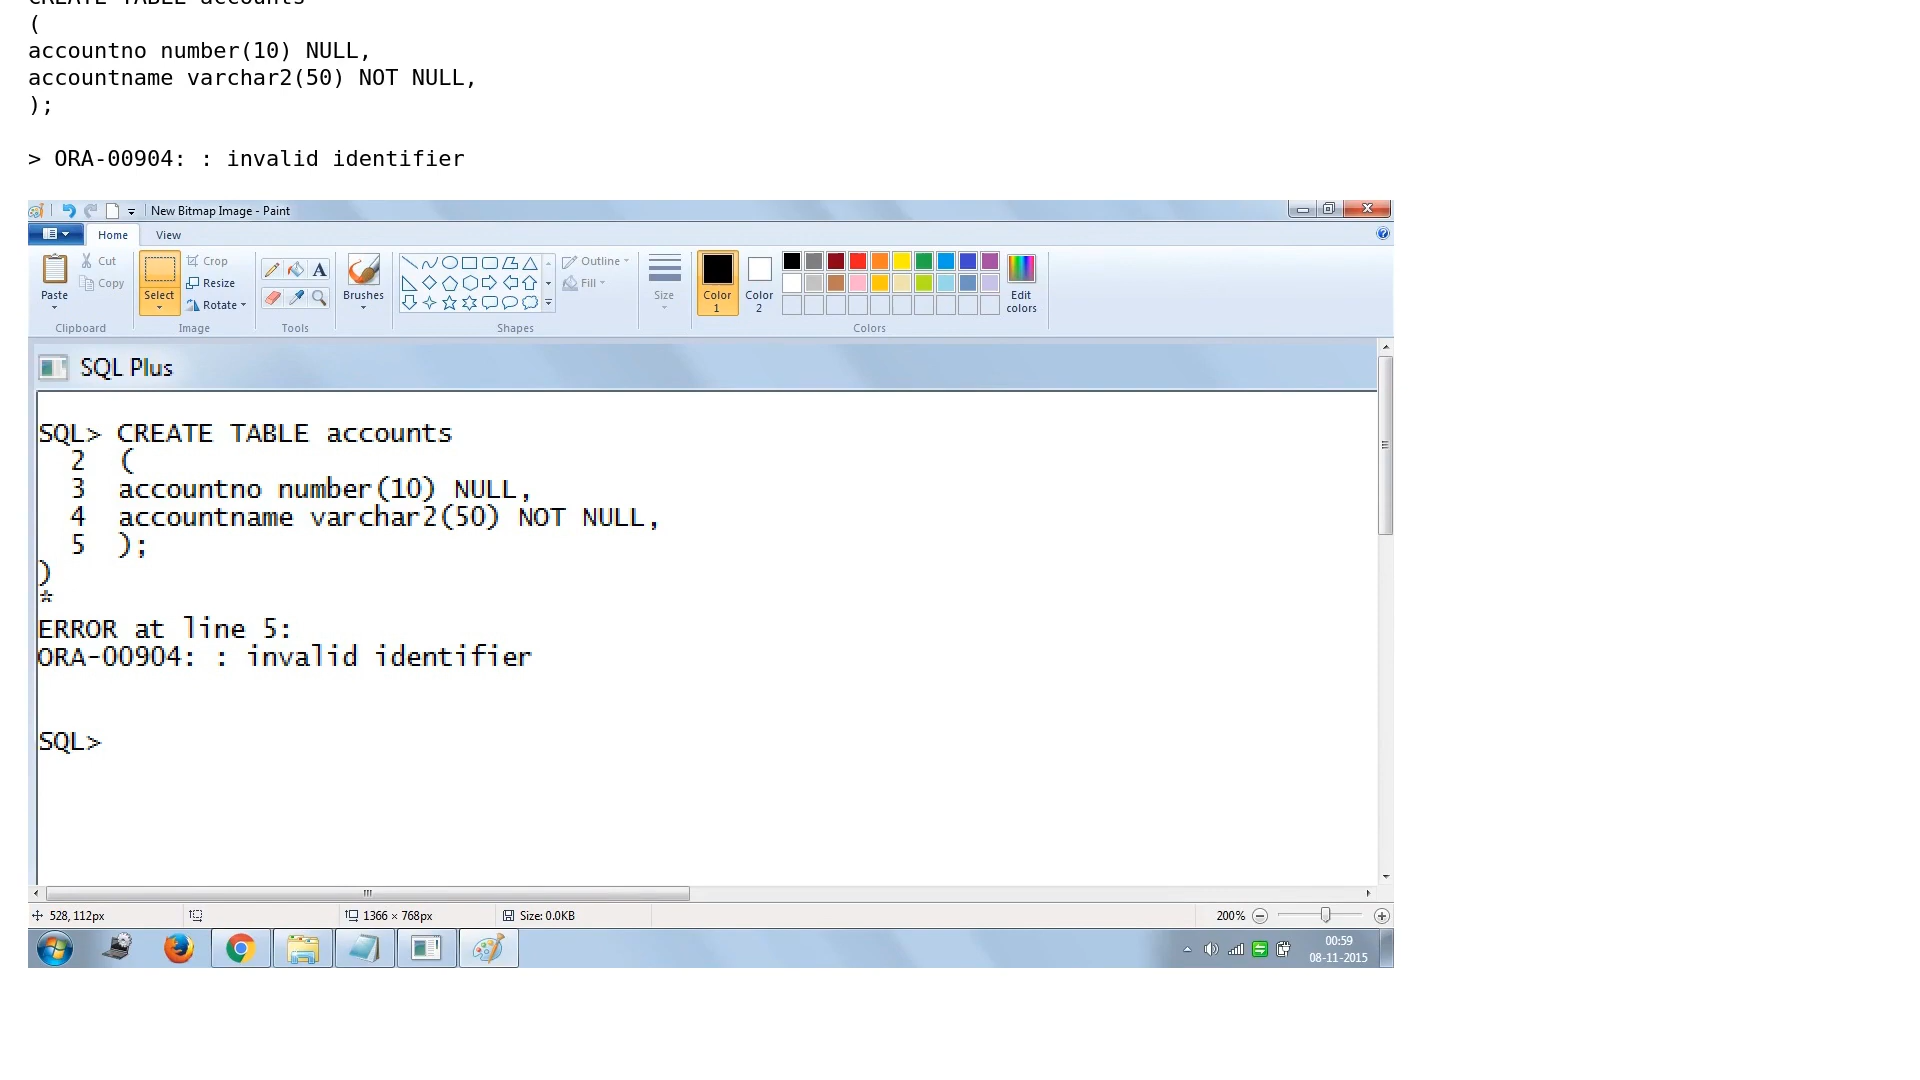 CREATE TABLE accounts
(
accountno number(10) NULL,
accountname varchar2(50) NOT NULL,
);
> ORA-00904: : invalid identifier
New Bitmap Image - Paint
Home View
Paste Cut Copy
Clipboard
Select Crop Resize Rotate
Image
A
Tools
Brushes
Shapes
Outline
Fill
Size
Color 1
Color 2
Edit colors
Colors
SQL Plus
SQL> CREATE TABLE accounts
2 (
3 accountno number(10) NULL,
4 accountname varchar2(50) NOT NULL,
5 );
)
*
ERROR at line 5:
ORA-00904: : invalid identifier
SQL>
528, 112px 1366 × 768px Size: 0.0KB 200%
00:59
08-11-2015